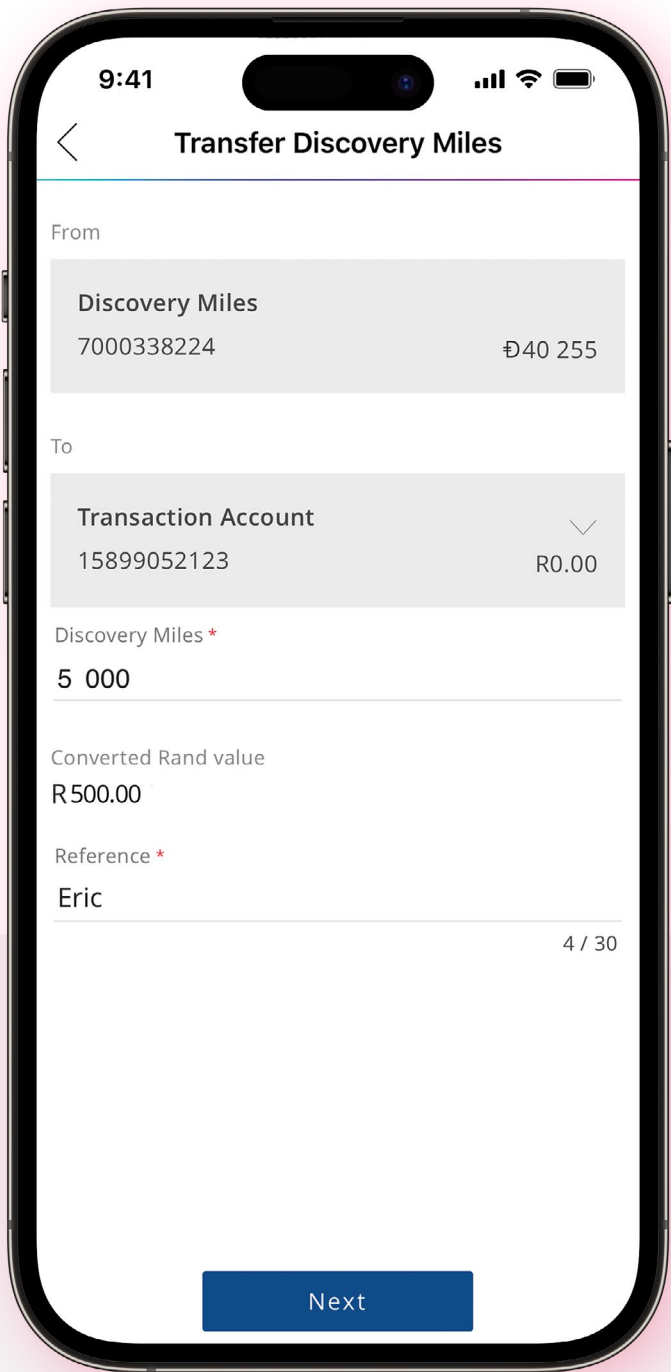 9:41
Transfer Discovery Miles
From
Discovery Miles
7000338224 Đ40 255
To
Transaction Account
15899052123 R0.00
Discovery Miles *
5 000
Converted Rand value
R500.00
Reference *
Eric
4 / 30
Next